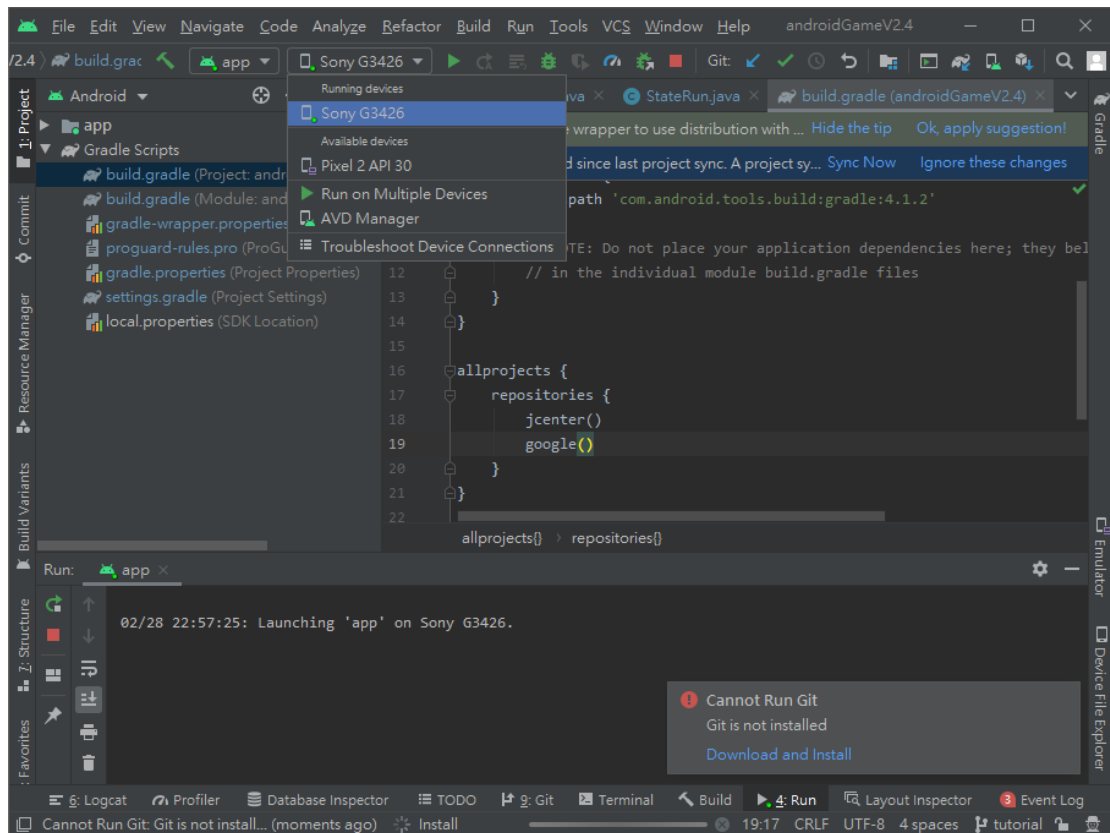 File Edit View Navigate Code Analyze Refactor Build Run Tools VCS Window Help androidGameV2.4
/2.4 build.grac app Sony G3426 Git:
Android
Running devices
Sony G3426
Available devices
Pixel 2 API 30
Run on Multiple Devices
AVD Manager
Troubleshoot Device Connections
ava StateRun.java build.gradle (androidGameV2.4)
wrapper to use distribution with ... Hide the tip Ok, apply suggestion!
d since last project sync. A project sy... Sync Now Ignore these changes
app
Gradle Scripts
build.gradle (Project: andr
build.gradle (Module: and
gradle-wrapper.properties
proguard-rules.pro (ProGu
gradle.properties (Project Properties)
settings.gradle (Project Settings)
local.properties (SDK Location)
path 'com.android.tools.build:gradle:4.1.2'
TE: Do not place your application dependencies here; they bel
12 // in the individual module build.gradle files
13 }
14 }
15
16 allprojects {
17 repositories {
18 jcenter()
19 google()
20 }
21 }
22
allprojects{} repositories{}
1: Project
Commit
Resource Manager
Build Variants
7: Structure
Favorites
Gradle
Emulator
Device File Explorer
Run: app
02/28 22:57:25: Launching 'app' on Sony G3426.
Cannot Run Git
Git is not installed
Download and Install
6: Logcat Profiler Database Inspector TODO 9: Git Terminal Build 4: Run Layout Inspector 3 Event Log
Cannot Run Git: Git is not install... (moments ago) Install 19:17 CRLF UTF-8 4 spaces tutorial